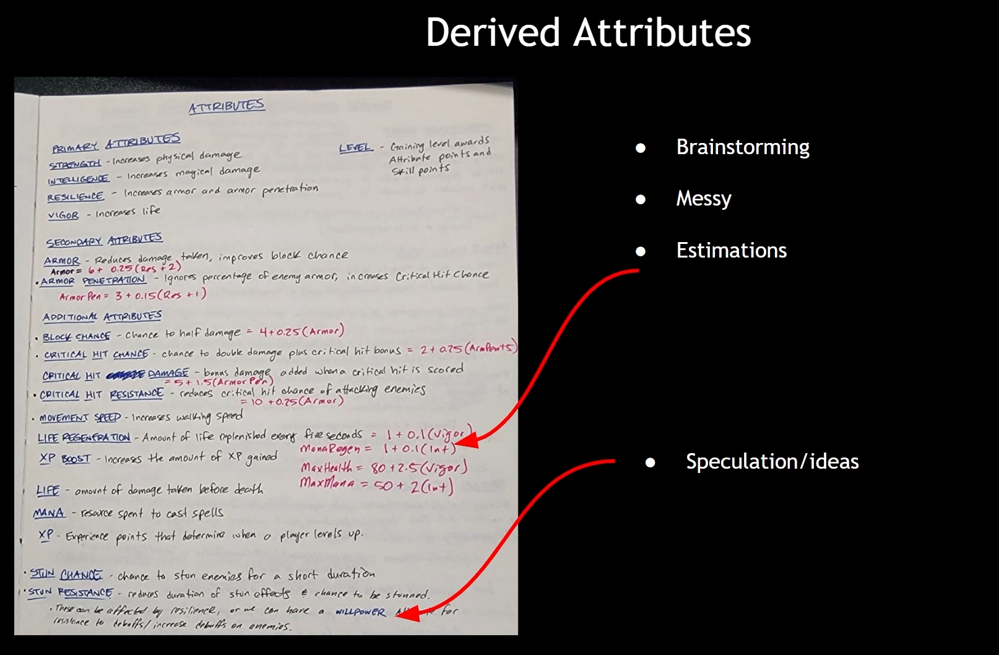 Derived Attributes
ATTRIBUTES
PRIMARY ATTRIBUTES
STRENGTH - Increases physical damage
INTELLIGENCE - Increases magical damage
RESILIENCE - Increases armor and armor penetration
VIGOR - Increases life
LEVEL - Gaining level awards
Attribute points and
Skill points
SECONDARY ATTRIBUTES
ARMOR - Reduces damage taken, improves block chance
Armor = 6 + 0.25(Res + 2)
• ARMOR PENETRATION - Ignores percentage of enemy armor, increases Critical Hit Chance
ArmorPen = 3 + 0.15(Res + 1)
ADDITIONAL ATTRIBUTES
• BLOCK CHANCE - chance to half damage = 4 + 0.25(Armor)
• CRITICAL HIT CHANCE - chance to double damage plus critical hit bonus = 2 + 0.25
CRITICAL HIT DAMAGE - bonus damage added when a critical hit is scored
= 5 + 1.5(ArmorPen)
• CRITICAL HIT RESISTANCE - reduces critical hit chance of attacking enemies
= 10 + 0.25(Armor)
• MOVEMENT SPEED - Increases walking speed
LIFE REGENERATION - Amount of life replenished every five seconds = 1 + 0.1(Vigor)
ManaRegen = 1 + 0.1(Int)
XP BOOST - Increases the amount of XP gained
MaxHealth = 80 + 2.5(Vigor)
MaxMana = 50 + 2(Int)
LIFE - amount of damage taken before death
MANA - resource spent to cast spells
XP - Experience points that determine when a player levels up.
• STUN CHANCE - chance to stun enemies for a short duration
• STUN RESISTANCE - reduces duration of stun effects & chance to be stunned.
• These can be affected by resilience, or we can have a WILLPOWER for
resistance to debuffs/increase debuffs on enemies.
● Brainstorming
● Messy
● Estimations
● Speculation/ideas